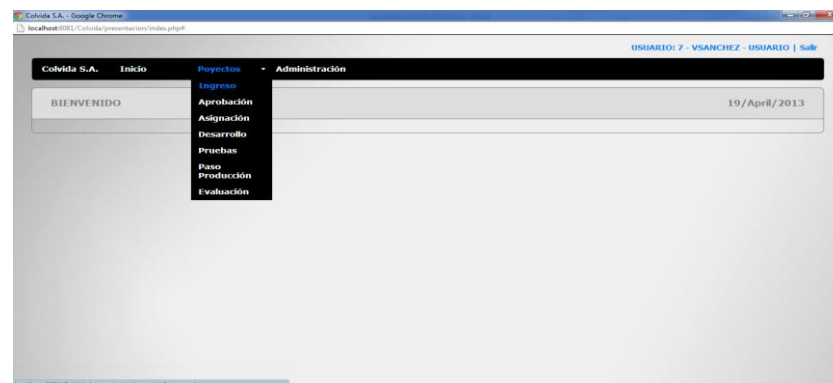 Colvida S.A. - Google Chrome
localhost:8081/Colvida/presentacion/index.php#
USUARIO: 7 - VSANCHEZ - USUARIO | Salir
Colvida S.A. Inicio Poyectos Administración
Ingreso
BIENVENIDO 19/April/2013
Aprobación
Asignación
Desarrollo
Pruebas
Paso
Producción
Evaluación